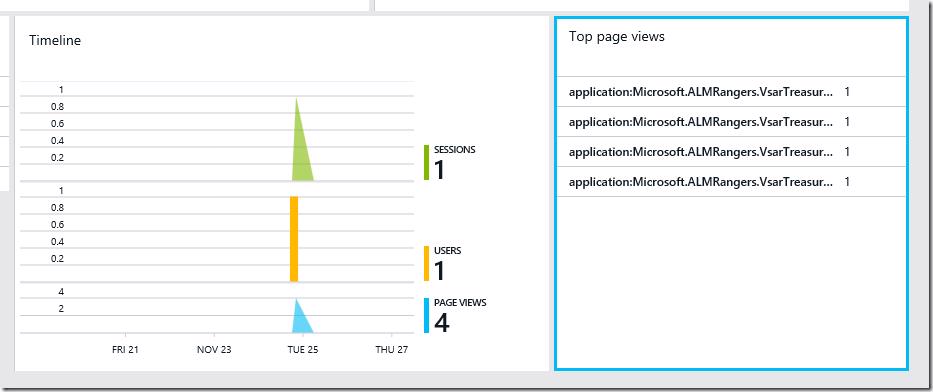 Timeline
1
0.8
0.6
0.4
0.2
SESSIONS
1
1
0.8
0.6
0.4
0.2
USERS
1
4
2
PAGE VIEWS
4
FRI 21 NOV 23 TUE 25 THU 27
Top page views
application:Microsoft.ALMRangers.VsarTreasur... 1
application:Microsoft.ALMRangers.VsarTreasur... 1
application:Microsoft.ALMRangers.VsarTreasur... 1
application:Microsoft.ALMRangers.VsarTreasur... 1